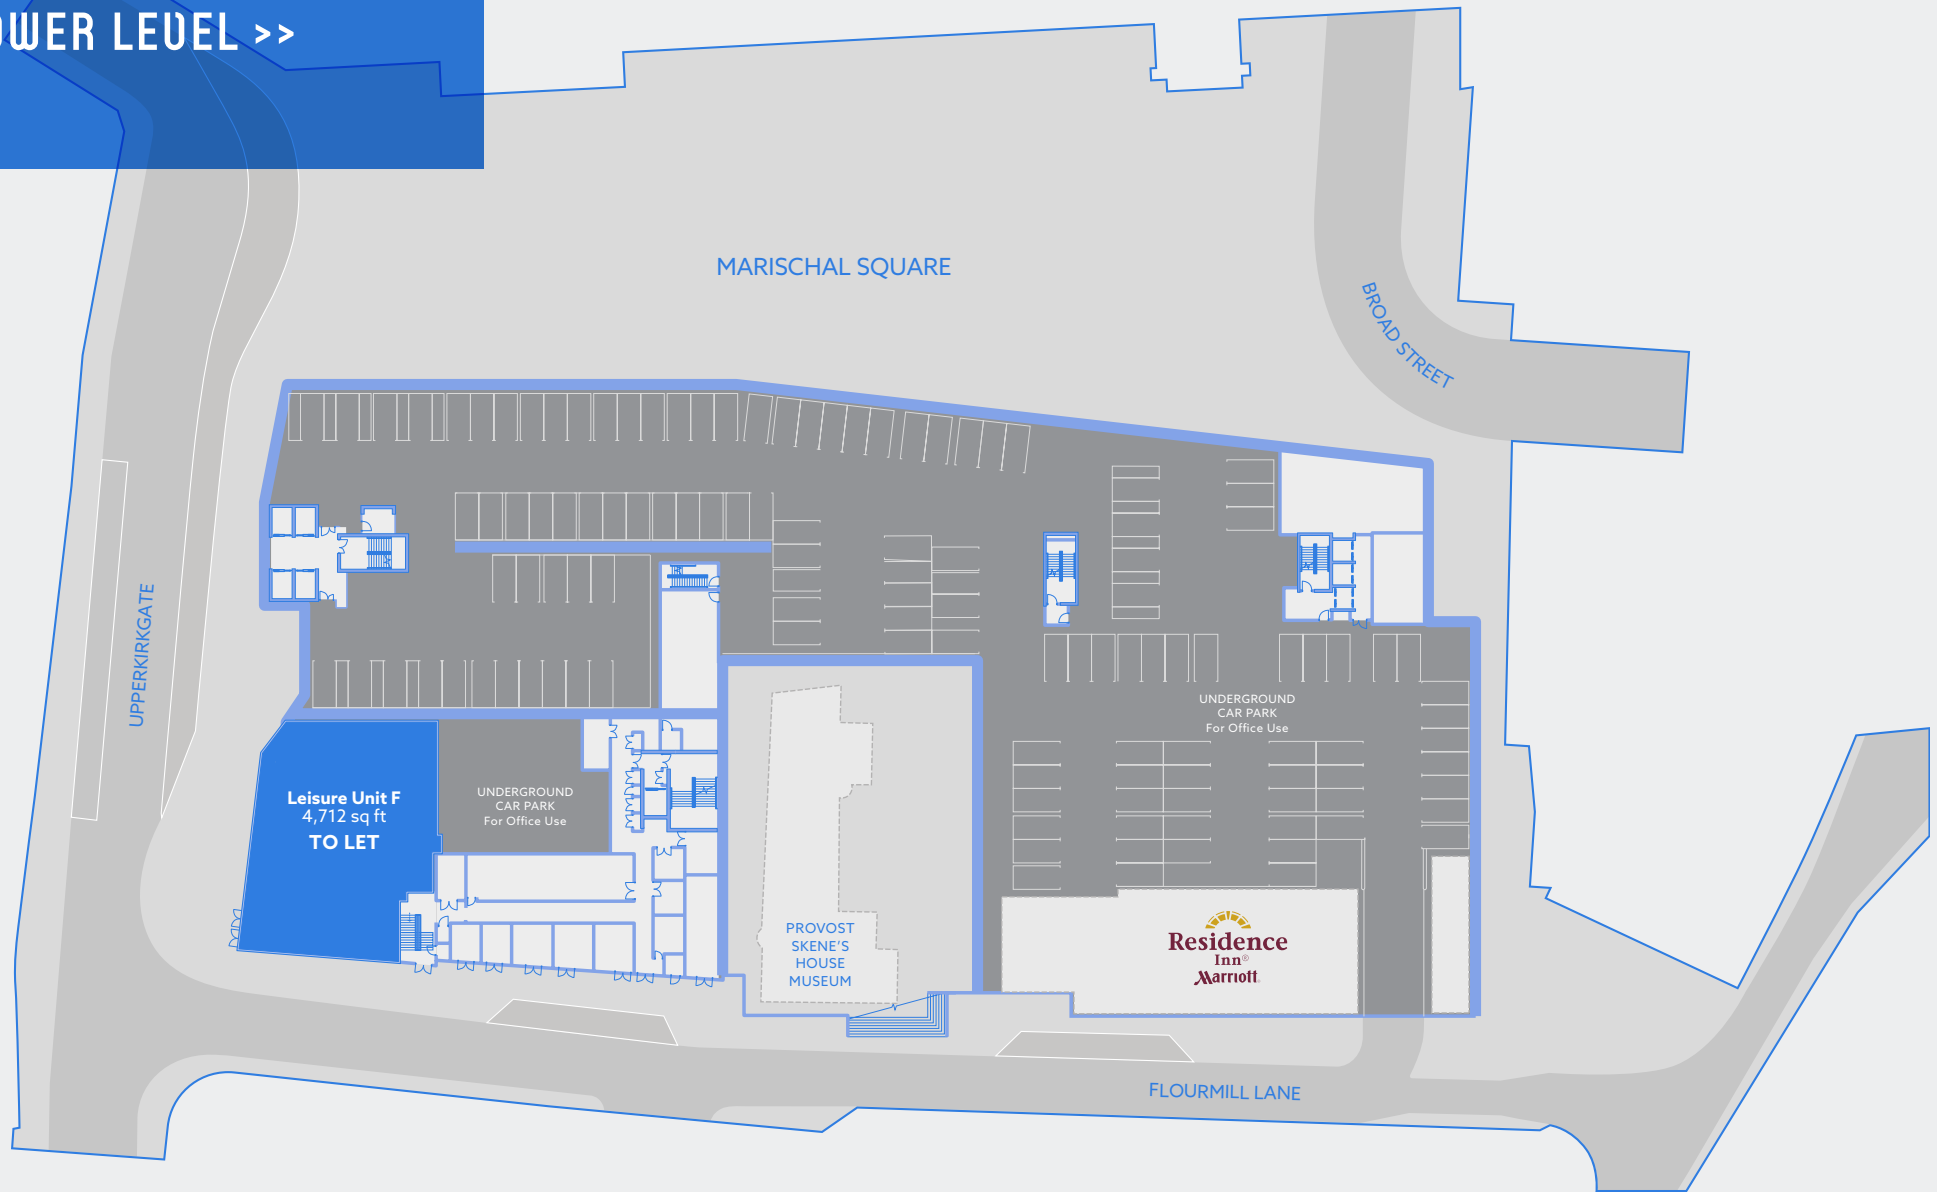 LEVEL >>
MARISCHAL SQUARE
BROAD STREET
UPPERKIRKGATE
UNDERGROUND
CAR PARK
For Office Use
Leisure Unit F
4,712 sq ft
TO LET
UNDERGROUND
CAR PARK
For Office Use
PROVOST
SKENE'S
HOUSE
MUSEUM
Residence
Inn®
Marriott
FLOURMILL LANE